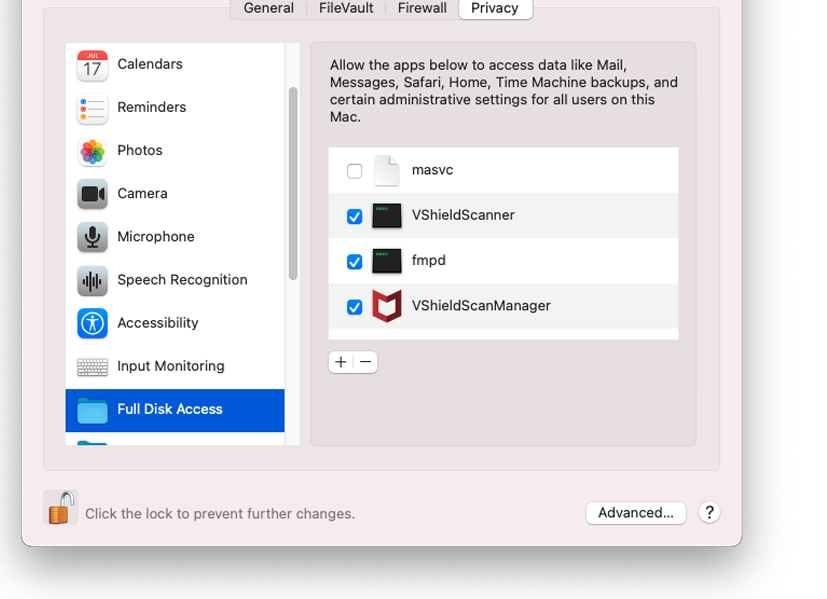 General FileVault Firewall Privacy
JUL
17
Calendars
Reminders
Photos
Camera
Microphone
Speech Recognition
Accessibility
Input Monitoring
Full Disk Access
Allow the apps below to access data like Mail,
Messages, Safari, Home, Time Machine backups, and
certain administrative settings for all users on this
Mac.
masvc
VShieldScanner
fmpd
VShieldScanManager
+ −
Click the lock to prevent further changes.
Advanced... ?